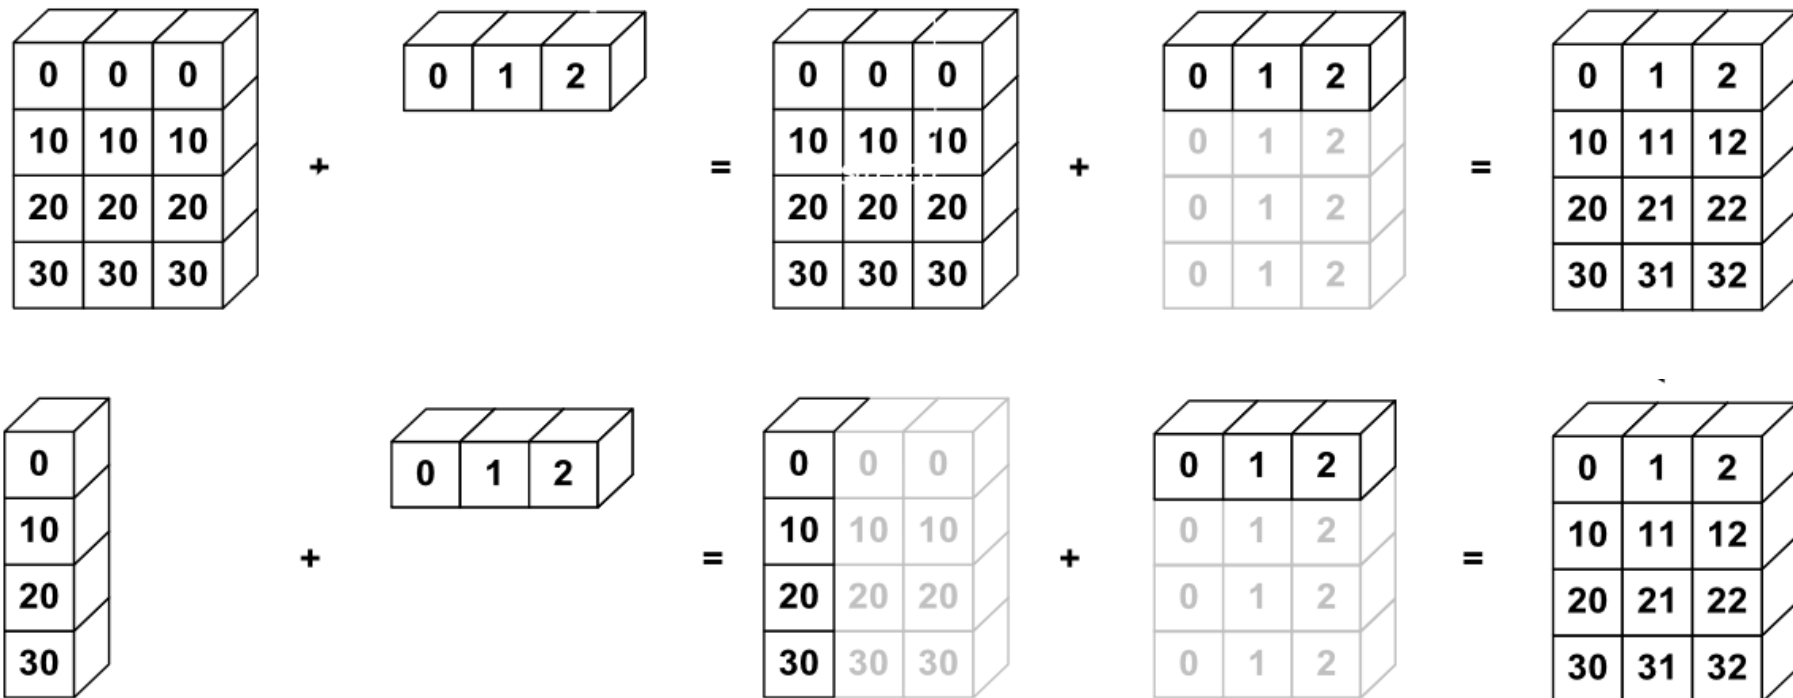 0 0 0 0 1 2 0 0 0 0 1 2 0 1 2
10 10 10 10 10 10 0 1 2 10 11 12
+ = + =
20 20 20 20 20 20 0 1 2 20 21 22
30 30 30 30 30 30 0 1 2 30 31 32
0 0 1 2 0 0 0 0 1 2 0 1 2
10 10 10 10 0 1 2 10 11 12
+ = + =
20 20 20 20 0 1 2 20 21 22
30 30 30 30 0 1 2 30 31 32